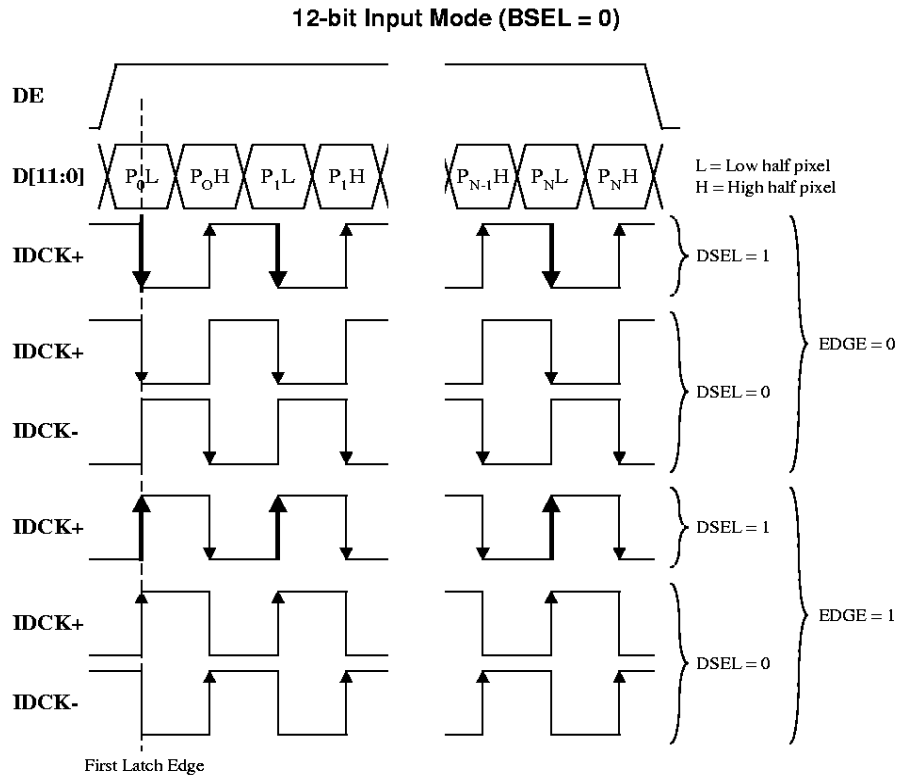 12-bit Input Mode (BSEL = 0)
DE
D[11:0] P0L POH P1L P1H PN-1H PNL PNH
L = Low half pixel
H = High half pixel
IDCK+ DSEL = 1
IDCK+
EDGE = 0
DSEL = 0
IDCK-
IDCK+ DSEL = 1
IDCK+
EDGE = 1
DSEL = 0
IDCK-
First Latch Edge